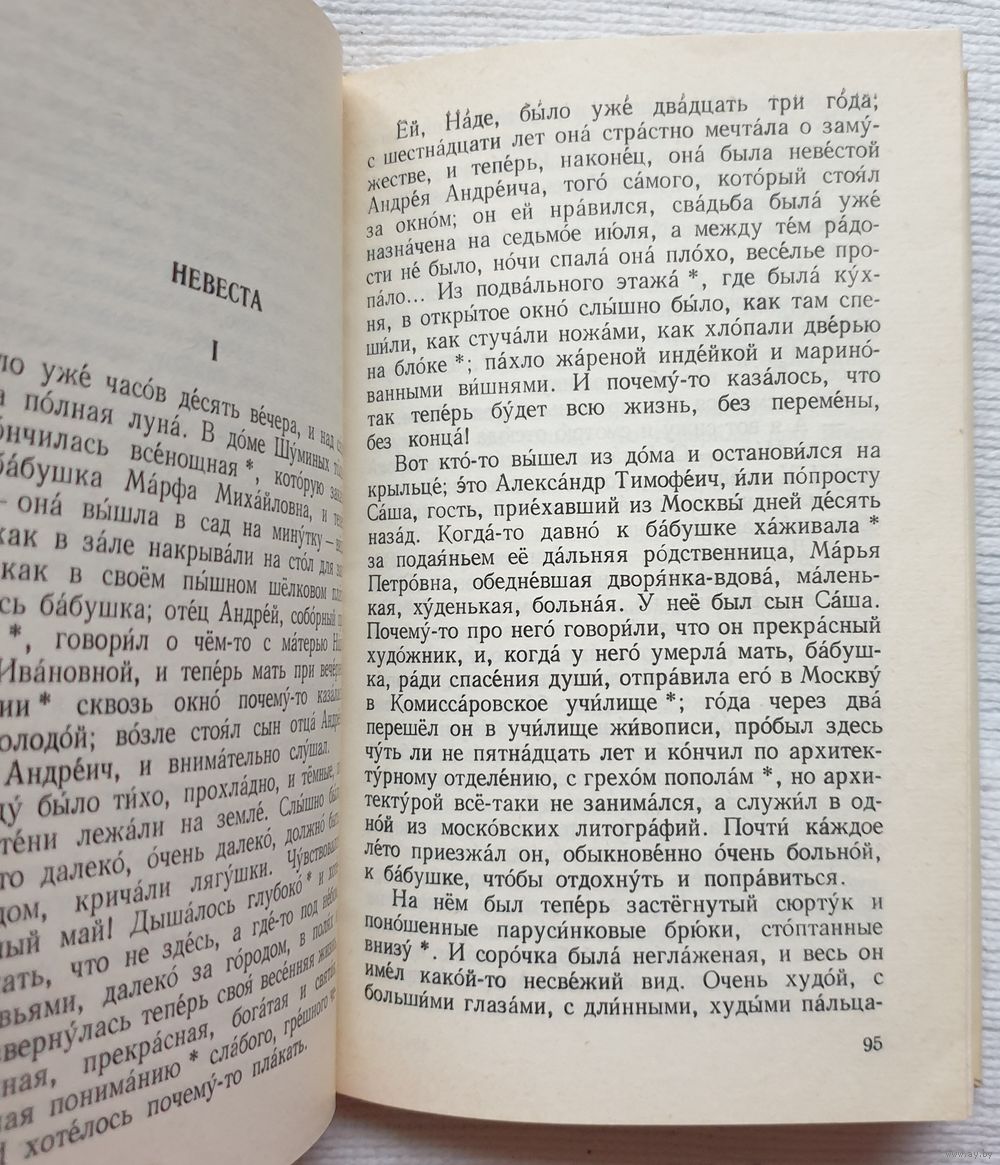 НЕВЕСТА
I
уже́ часо́в де́сять ве́чера, и над
по́лная луна́. В до́ме Шу́миных
все́нощная *, кото́рую
ба́бушка Ма́рфа Миха́йловна, и
— она́ вы́шла в сад на мину́тку —
как в за́ле накрыва́ли на сто́л для
как в своём пы́шном шёлковом
ба́бушка; оте́ц Андре́й, собо́рный
*, говори́л о чём-то с ма́терью
Ива́новной, и тепе́рь мать при
* сквозь окно́ почему́-то
во́зле стоя́л сын отца́
Андре́ич, и внима́тельно слу́шал.
бы́ло ти́хо, прохла́дно, и тёмные,
те́ни лежа́ли на земле́. Слы́шно
далеко́, о́чень далеко́, должно́
крича́ли лягу́шки.
май! Дыша́лось глубоко́ * и
что не здесь, а где́-то под
далеко́ за го́родом, в
тепе́рь своя́ весе́нняя
прекра́сная, бога́тая и
понима́нию * сла́бого, гре́шного
хоте́лось почему́-то пла́кать.
Ей, На́де, бы́ло уже́ два́дцать три го́да;
с шестна́дцати лет она́ стра́стно мечта́ла о заму́-
жестве, и тепе́рь, наконе́ц, она́ была́ неве́стой
Андре́я Андре́ича, того́ са́мого, кото́рый стоя́л
за окно́м; он ей нра́вился, сва́дьба была́ уже́
назна́чена на седьмо́е ию́ля, а ме́жду тем ра́до-
сти не́ было, но́чи спала́ она́ пло́хо, весе́лье про-
па́ло... Из подва́льного этажа́ *, где была́ ку́х-
ня, в откры́тое окно́ слы́шно бы́ло, как там спе-
ши́ли, как стуча́ли ножа́ми, как хло́пали две́рью
на бло́ке *; па́хло жа́реной инде́йкой и марино́-
ванными ви́шнями. И почему́-то каза́лось, что
так тепе́рь бу́дет всю жизнь, без переме́ны,
без конца́!
Вот кто́-то вы́шел из до́ма и останови́лся на
крыльце́; э́то Алекса́ндр Тимофе́ич, и́ли по́просту
Са́ша, гость, прие́хавший из Москвы́ дней де́сять
наза́д. Когда́-то давно́ к ба́бушке ха́живала *
за подая́ньем её да́льняя ро́дственница, Ма́рья
Петро́вна, обедне́вшая дворя́нка-вдова́, ма́лень-
кая, ху́денькая, больна́я. У неё был сын Са́ша.
Почему́-то про него́ говори́ли, что он прекра́сный
худо́жник, и, когда́ у него́ умерла́ мать, ба́буш-
ка, ра́ди спасе́ния души́, отпра́вила его́ в Москву́
в Комисса́ровское учи́лище *; го́да через два́
перешёл он в учи́лище жи́вописи, про́был здесь
чу́ть ли не пятна́дцать лет и ко́нчил по архитек-
ту́рному отделе́нию, с грехо́м попола́м *, но архи-
текту́рой всё-таки не занима́лся, а служи́л в од-
но́й из моско́вских литогра́фий. Почти́ ка́ждое
ле́то приезжа́л он, обыкнове́нно о́чень больно́й,
к ба́бушке, что́бы отдохну́ть и попра́виться.
На нём был тепе́рь застёгнутый сюрту́к и
поно́шенные паруси́нковые брю́ки, сто́птанные
внизу́ *. И соро́чка была́ негла́женая, и весь он
име́л како́й-то несве́жий вид. Очень худо́й, с
больши́ми глаза́ми, с дли́нными, худы́ми па́льца-
95
www.ay.by